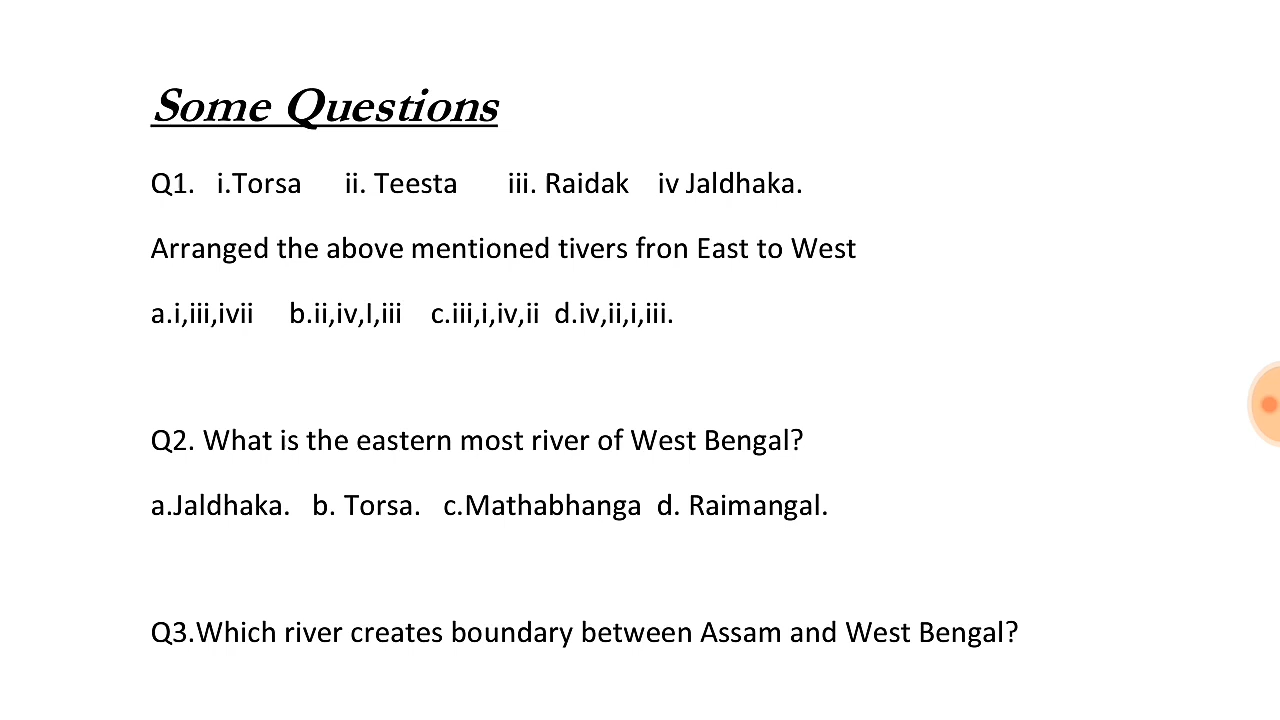 Some Questions
Q1. i.Torsa ii. Teesta iii. Raidak iv Jaldhaka.
Arranged the above mentioned tivers fron East to West
a.i,iii,ivii b.ii,iv,I,iii c.iii,i,iv,ii d.iv,ii,i,iii.
Q2. What is the eastern most river of West Bengal?
a.Jaldhaka. b. Torsa. c.Mathabhanga d. Raimangal.
Q3.Which river creates boundary between Assam and West Bengal?